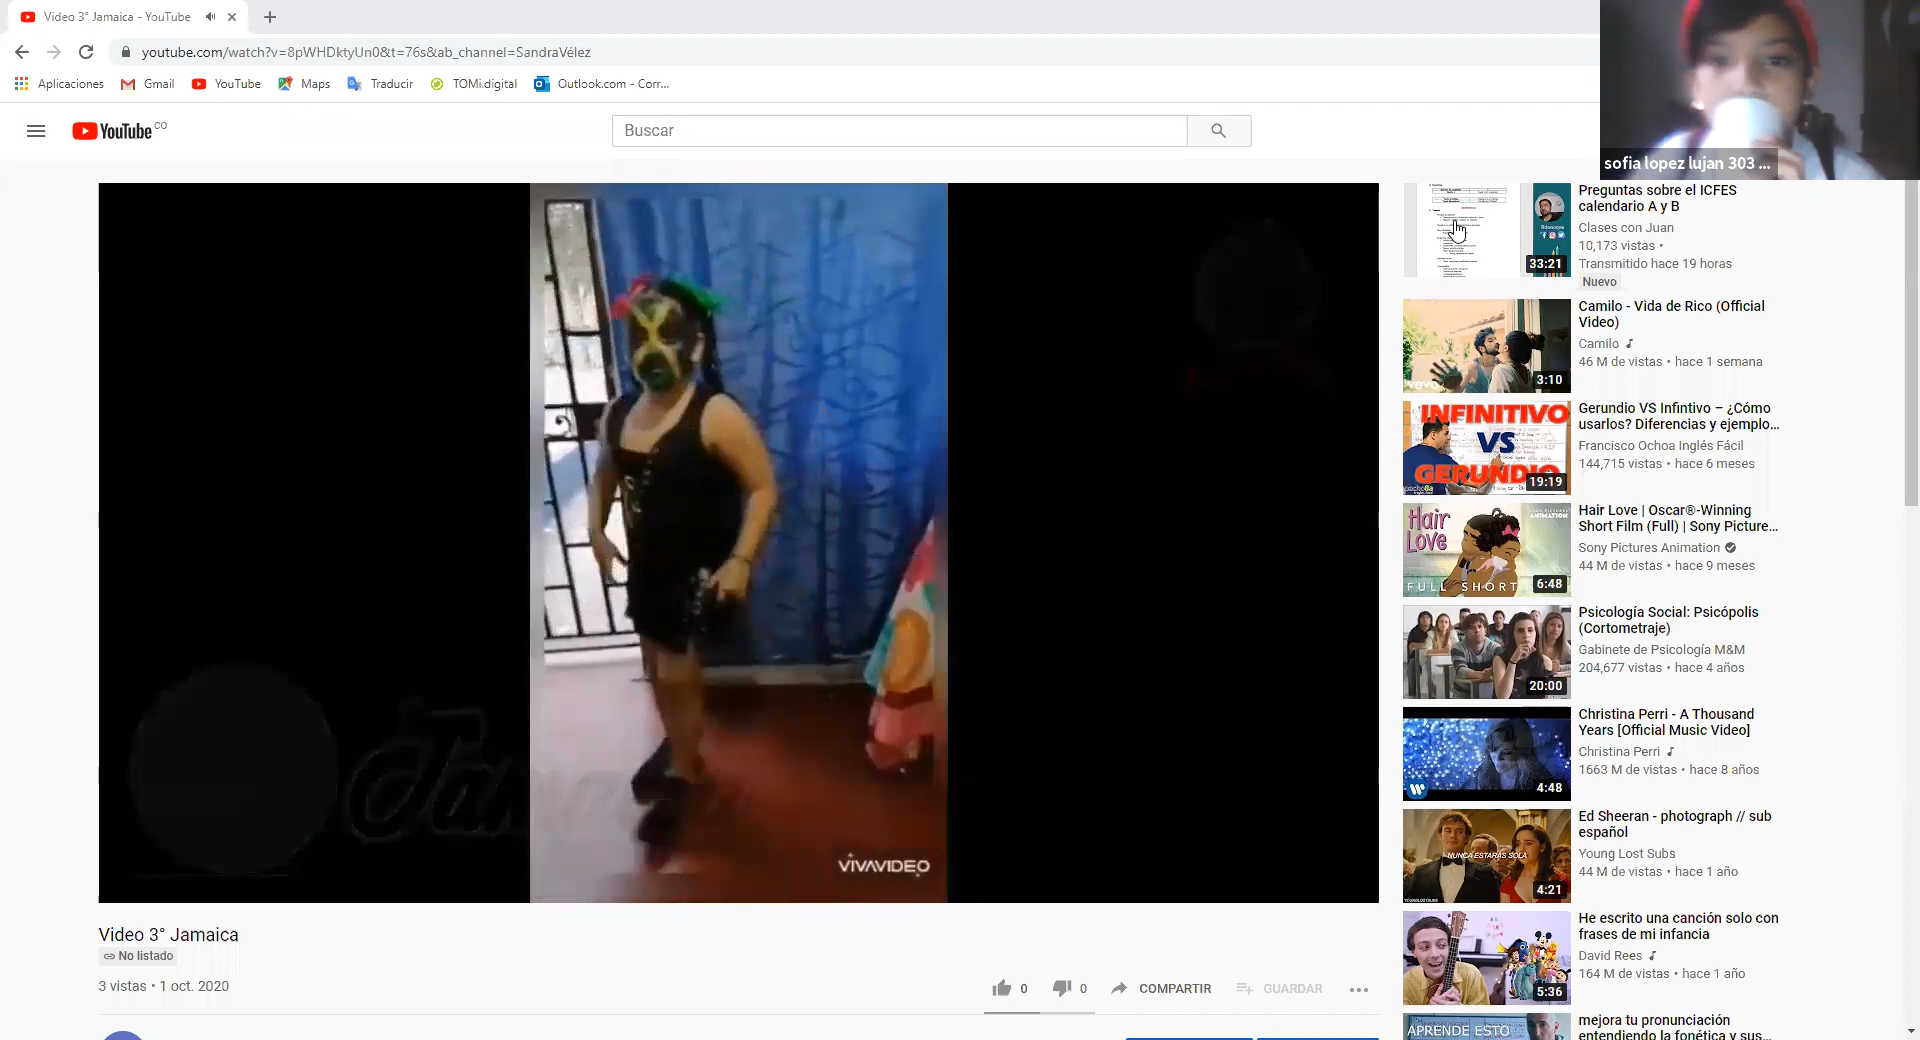 Video 3° Jamaica - YouTube
youtube.com/watch?v=8pWHDktyUn0&t=76s&ab_channel=SandraVélez
Aplicaciones
Gmail
YouTube
Maps
Traducir
TOMi.digital
Outlook.com - Corr...
YouTube CO
Buscar
sofia lopez lujan 303 ...
VIVAVIDEO
Video 3° Jamaica
No listado
3 vistas • 1 oct. 2020
0
0
COMPARTIR
GUARDAR
33:21
Preguntas sobre el ICFES
calendario A y B
Clases con Juan
10,173 vistas •
Transmitido hace 19 horas
Nuevo
vevo
3:10
Camilo - Vida de Rico (Official
Video)
Camilo
46 M de vistas • hace 1 semana
INFINITIVO
VS
GERUNDIO
19:19
Gerundio VS Infintivo – ¿Cómo
usarlos? Diferencias y ejemplo...
Francisco Ochoa Inglés Fácil
144,715 vistas • hace 6 meses
Hair
LOVE
FULL SHORT
6:48
Hair Love | Oscar®-Winning
Short Film (Full) | Sony Picture...
Sony Pictures Animation
44 M de vistas • hace 9 meses
20:00
Psicología Social: Psicópolis
(Cortometraje)
Gabinete de Psicología M&M
204,677 vistas • hace 4 años
4:48
Christina Perri - A Thousand
Years [Official Music Video]
Christina Perri
1663 M de vistas • hace 8 años
NUNCA ESTARÁS SOLA
4:21
Ed Sheeran - photograph // sub
español
Young Lost Subs
44 M de vistas • hace 1 año
5:36
He escrito una canción solo con
frases de mi infancia
David Rees
164 M de vistas • hace 1 año
APRENDE ESTO
mejora tu pronunciación
entendiendo la fonética y sus...